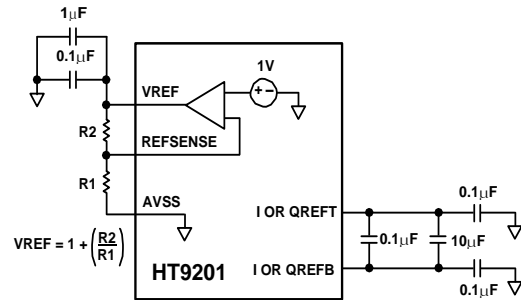 1μF
0.1μF
1V
+ −
VREF
R2
REFSENSE
R1
AVSS
VREF = 1 + (R2/R1)
HT9201
I OR QREFT
I OR QREFB
0.1μF
0.1μF
10μF
0.1μF